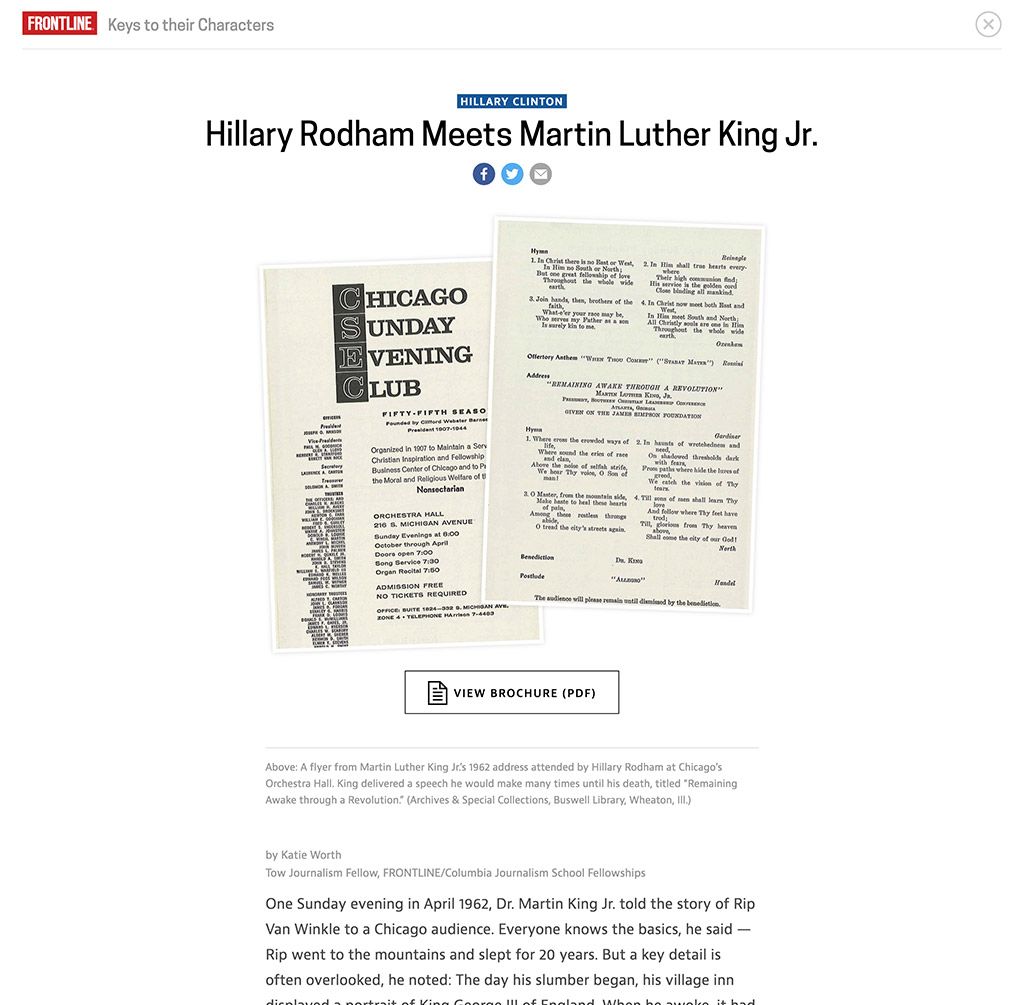 FRONTLINE Keys to their Characters
HILLARY CLINTON
Hillary Rodham Meets Martin Luther King Jr.
CHICAGO
SUNDAY
EVENING
CLUB
FIFTY-FIFTH SEASO
Founded by Clifford Webster Barnes
President 1907-1944
Organized in 1907 to Maintain a Serv
Christian Inspiration and Fellowship
Business Center of Chicago and to Pr
the Moral and Religious Welfare of th
Nonsectarian
ORCHESTRA HALL
216 S. MICHIGAN AVENUE
Sunday Evenings at 8:00
October through April
Doors open 7:00
Song Service 7:30
Organ Recital 7:50
ADMISSION FREE
NO TICKETS REQUIRED
OFFICE: SUITE 1824—332 S. MICHIGAN AVE.
ZONE 4 • TELEPHONE HArrison 7-4483
OFFICERS
President
Vice-Presidents
Secretary
Treasurer
TRUSTEES
HONORARY TRUSTEES
Hymn
Reinagle
1. In Christ there is no East or West,
In Him no South or North;
But one great fellowship of love
Throughout the whole wide
earth.
2. In Him shall true hearts every-
where
Their high communion find;
His service is the golden cord
Close binding all mankind.
3. Join hands, then, brothers of the
faith,
What-e'er your race may be,
Who serves my Father as a son
Is surely kin to me.
4. In Christ now meet both East and
West,
In Him meet South and North;
All Christly souls are one in Him
Throughout the whole wide
earth.
Oxenham
Offertory Anthem "WHEN THOU COMEST" ("STABAT MATER") Rossini
Address
"REMAINING AWAKE THROUGH A REVOLUTION"
MARTIN LUTHER KING, JR.
PRESIDENT, SOUTHERN CHRISTIAN LEADERSHIP CONFERENCE
ATLANTA, GEORGIA
GIVEN ON THE JAMES SIMPSON FOUNDATION
Hymn
Gardiner
1. Where cross the crowded ways of
life,
Where sound the cries of race
and clan,
Above the noise of selfish strife,
We hear Thy voice, O Son of
man!
2. In haunts of wretchedness and
need,
On shadowed thresholds dark
with fears,
From paths where hide the lures of
greed,
We catch the vision of Thy
tears.
3. O Master, from the mountain side,
Make haste to heal these hearts
of pain,
Among these restless throngs
abide,
O tread the city's streets again.
4. Till sons of men shall learn Thy
love
And follow where Thy feet have
trod;
Till, glorious from Thy heaven
above,
Shall come the city of our God!
North
Benediction DR. KING
Postlude "ALLEGRO" Handel
The audience will please remain until dismissed by the benediction.
VIEW BROCHURE (PDF)
Above: A flyer from Martin Luther King Jr.'s 1962 address attended by Hillary Rodham at Chicago's
Orchestra Hall. King delivered a speech he would make many times until his death, titled "Remaining
Awake through a Revolution." (Archives & Special Collections, Buswell Library, Wheaton, Ill.)
by Katie Worth
Tow Journalism Fellow, FRONTLINE/Columbia Journalism School Fellowships
One Sunday evening in April 1962, Dr. Martin King Jr. told the story of Rip
Van Winkle to a Chicago audience. Everyone knows the basics, he said —
Rip went to the mountains and slept for 20 years. But a key detail is
often overlooked, he noted: The day his slumber began, his village inn
displayed a portrait of King George III of England. When he awoke, it had